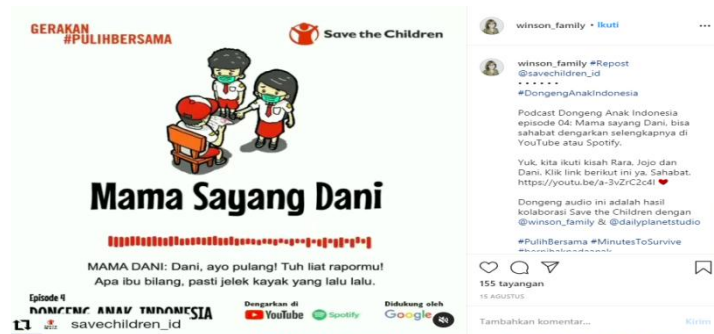 GERAKAN
#PULIHBERSAMA
Save the Children
Mama Sayang Dani
MAMA DANI: Dani, ayo pulang! Tuh liat rapormu!
Apa ibu bilang, pasti jelek kayak yang lalu lalu.
Episode 4
DONGENG ANAK INDONESIA
Dengarkan di
YouTube
Spotify
Didukung oleh
Google
savechildren_id
winson_family • Ikuti
winson_family #Repost
@savechildren_id
• • • • • •
#DongengAnakIndonesia
Podcast Dongeng Anak Indonesia
episode 04: Mama sayang Dani, bisa
sahabat dengarkan selengkapnya di
YouTube atau Spotify.
Yuk, kita ikuti kisah Rara, Jojo dan
Dani. Klik link berikut ini ya, Sahabat.
https://youtu.be/a-3vZrC2c4I ❤
Dongeng audio ini adalah hasil
kolaborasi Save the Children dengan
@winson_family & @dailyplanetstudio
#PulihBersama #MinutesToSurvive
155 tayangan
15 AGUSTUS
Tambahkan komentar...
Kirim